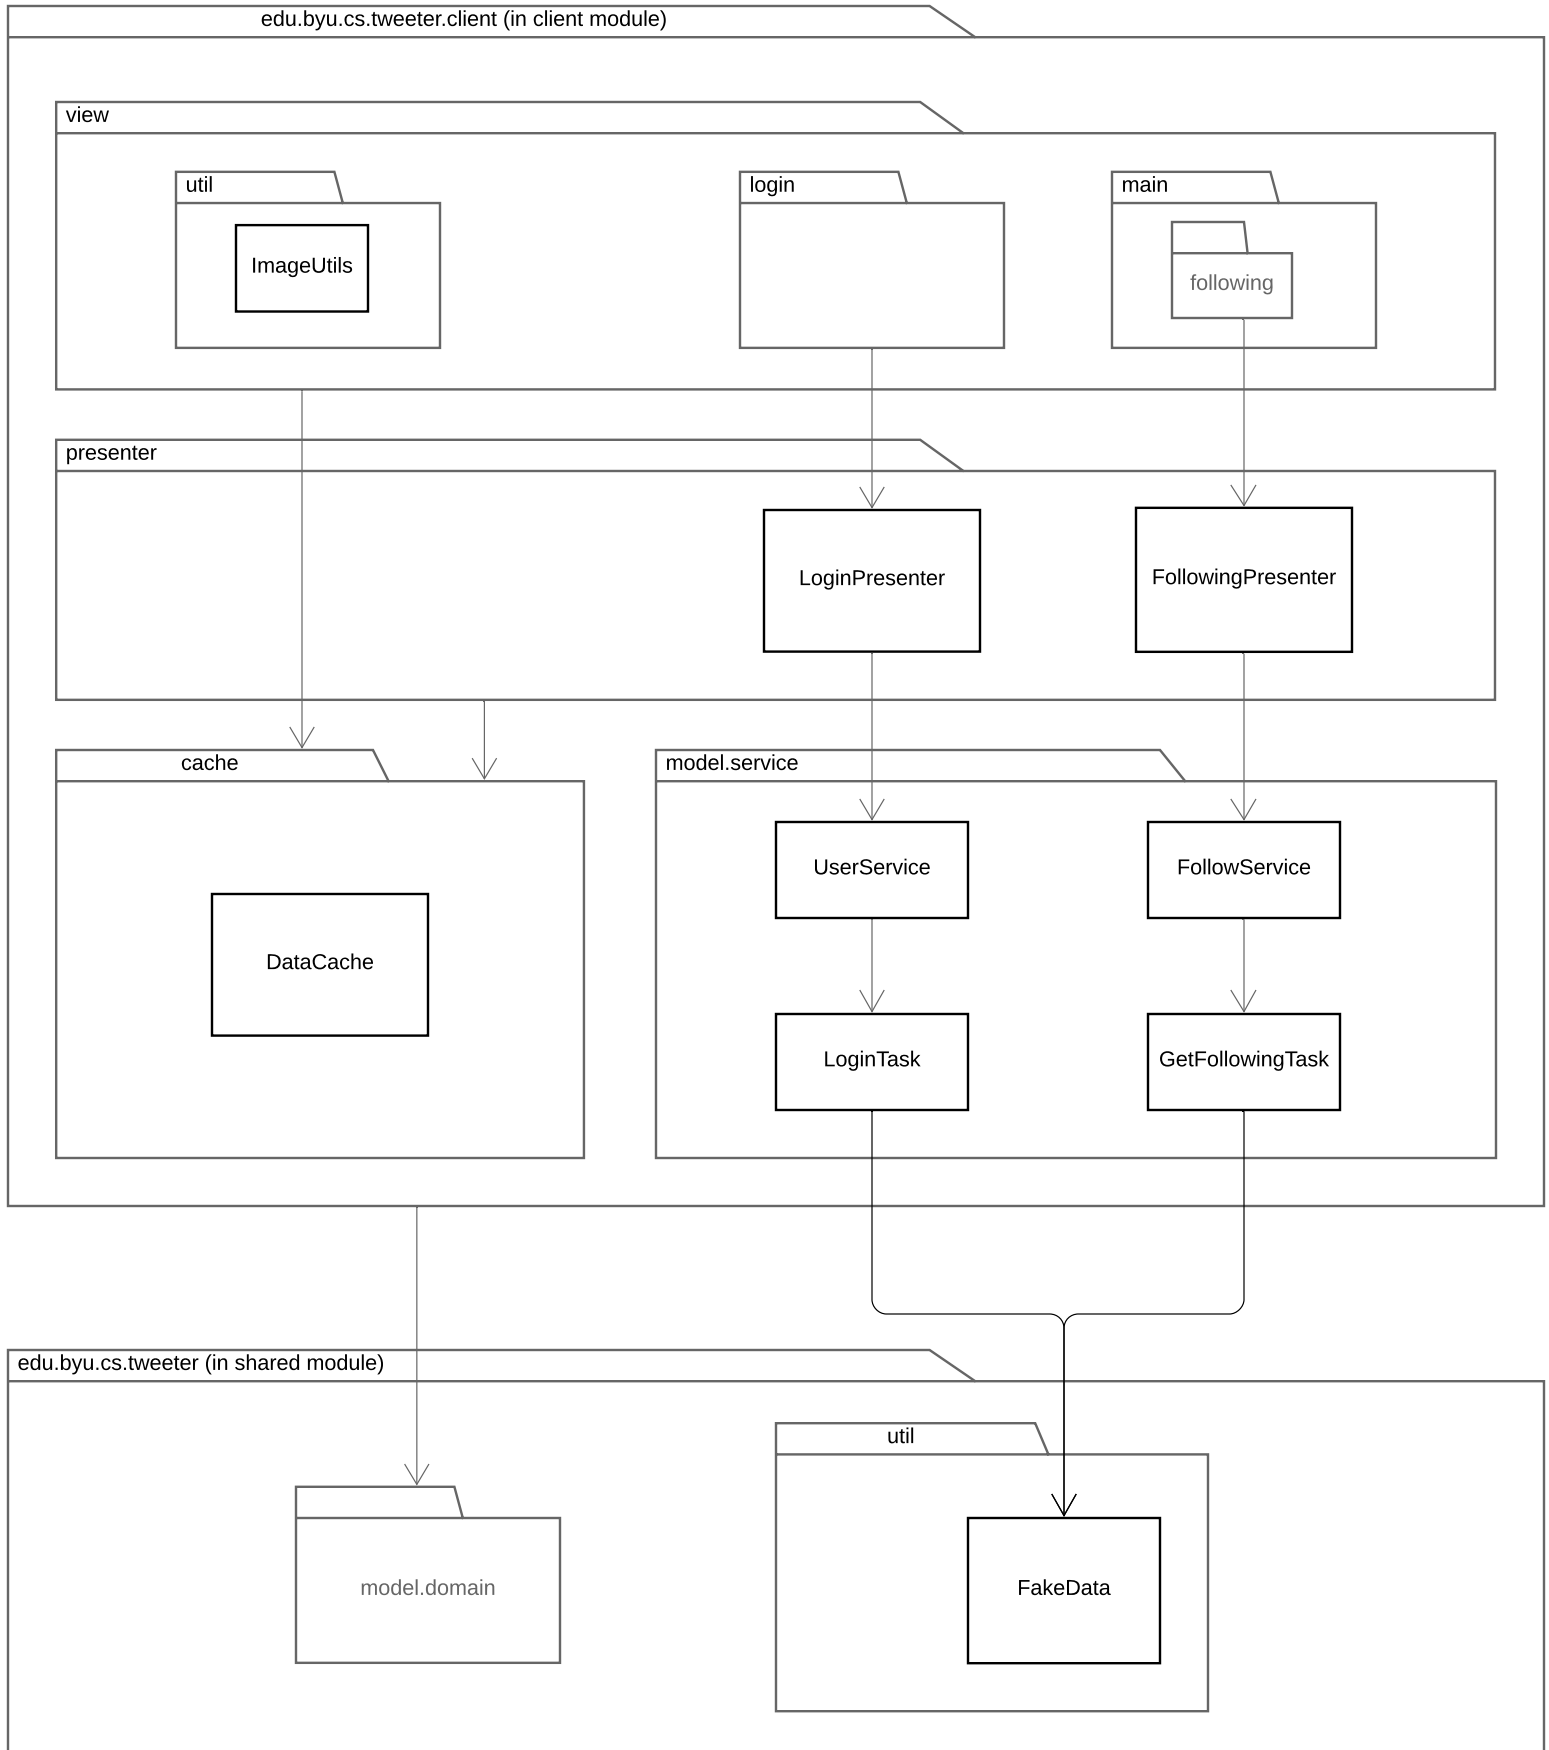 edu.byu.cs.tweeter.client (in client module)
view
util
login
main
ImageUtils
following
presenter
LoginPresenter
FollowingPresenter
cache
model.service
UserService
FollowService
DataCache
LoginTask
GetFollowingTask
edu.byu.cs.tweeter (in shared module)
util
model.domain
FakeData